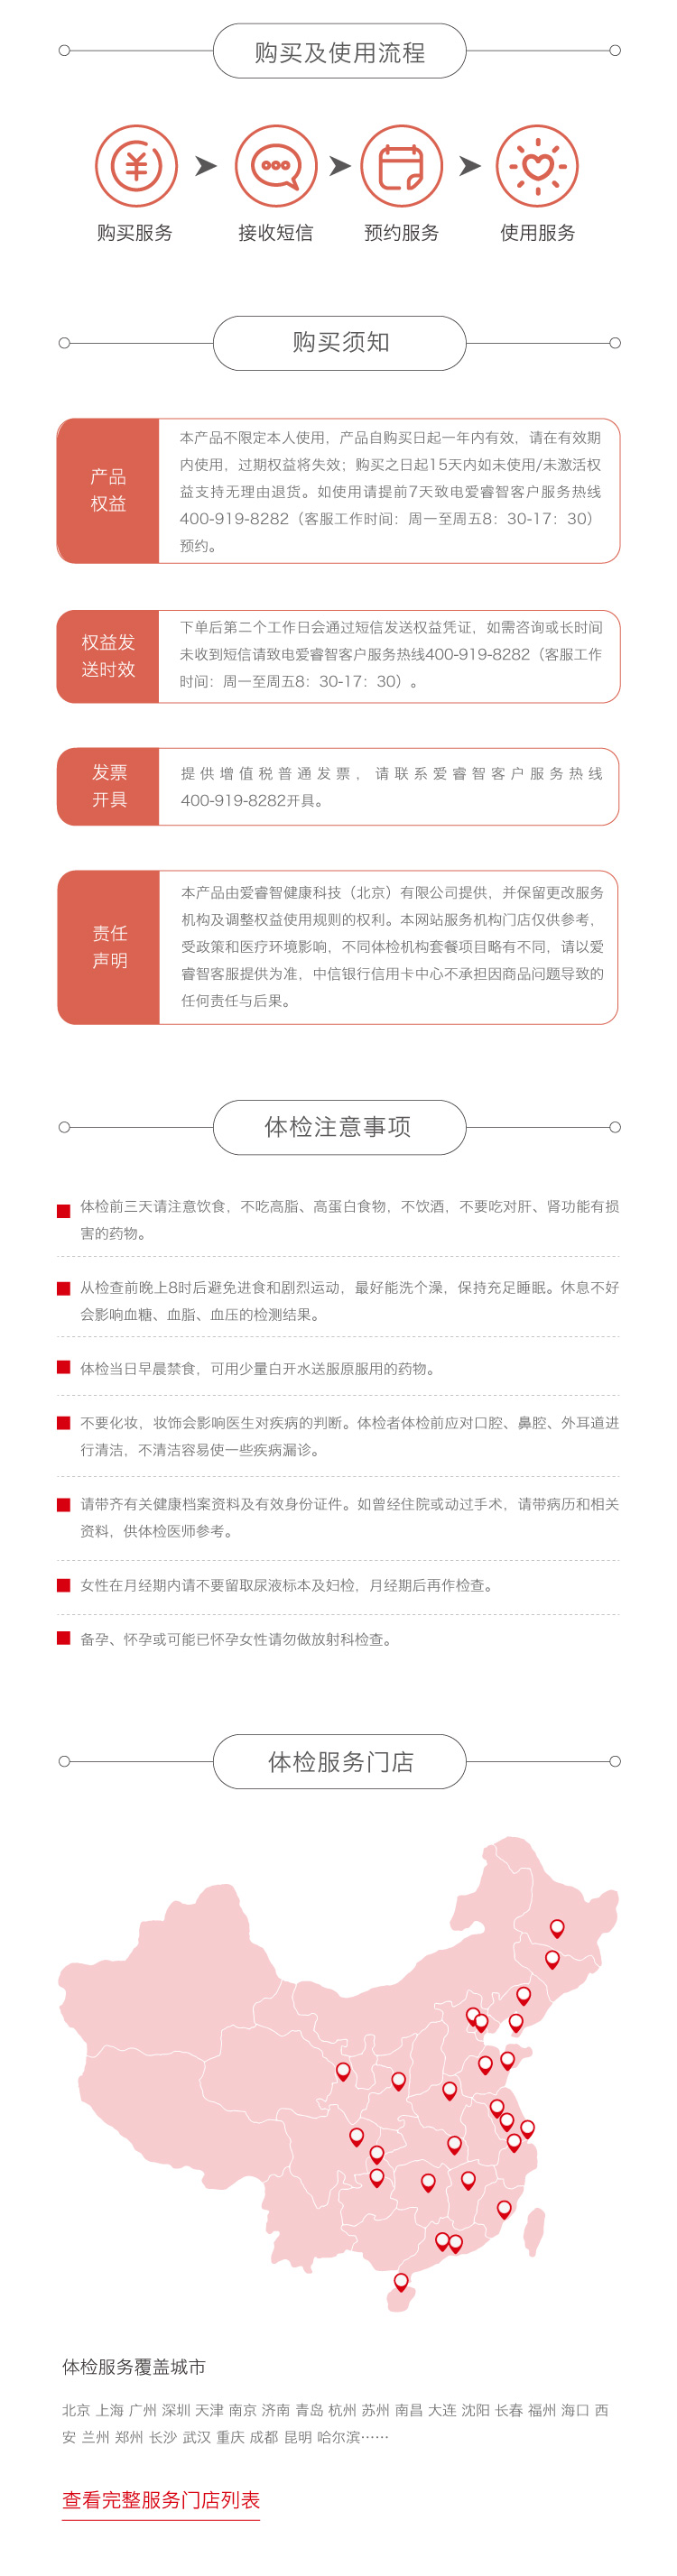 购买及使用流程
购买服务 接收短信 预约服务 使用服务
购买须知
产品
权益
本产品不限定本人使用，产品自购买日起一年内有效，请在有效期
内使用，过期权益将失效；购买之日起15天内如未使用/未激活权
益支持无理由退货。如使用请提前7天致电爱睿智客户服务热线
400-919-8282（客服工作时间：周一至周五8：30-17：30）
预约。
权益发
送时效
下单后第二个工作日会通过短信发送权益凭证，如需咨询或长时间
未收到短信请致电爱睿智客户服务热线400-919-8282（客服工作
时间：周一至周五8：30-17：30）。
发票
开具
提供增值税普通发票，请联系爱睿智客户服务热线
400-919-8282开具。
责任
声明
本产品由爱睿智健康科技（北京）有限公司提供，并保留更改服务
机构及调整权益使用规则的权利。本网站服务机构门店仅供参考，
受政策和医疗环境影响，不同体检机构套餐项目略有不同，请以爱
睿智客服提供为准，中信银行信用卡中心不承担因商品问题导致的
任何责任与后果。
体检注意事项
体检前三天请注意饮食，不吃高脂、高蛋白食物，不饮酒，不要吃对肝、肾功能有损
害的药物。
从检查前晚上8时后避免进食和剧烈运动，最好能洗个澡，保持充足睡眠。休息不好
会影响血糖、血脂、血压的检测结果。
体检当日早晨禁食，可用少量白开水送服原服用的药物。
不要化妆，妆饰会影响医生对疾病的判断。体检者体检前应对口腔、鼻腔、外耳道进
行清洁，不清洁容易使一些疾病漏诊。
请带齐有关健康档案资料及有效身份证件。如曾经住院或动过手术，请带病历和相关
资料，供体检医师参考。
女性在月经期内请不要留取尿液标本及妇检，月经期后再作检查。
备孕、怀孕或可能已怀孕女性请勿做放射科检查。
体检服务门店
体检服务覆盖城市
北京 上海 广州 深圳 天津 南京 济南 青岛 杭州 苏州 南昌 大连 沈阳 长春 福州 海口 西
安 兰州 郑州 长沙 武汉 重庆 成都 昆明 哈尔滨……
查看完整服务门店列表